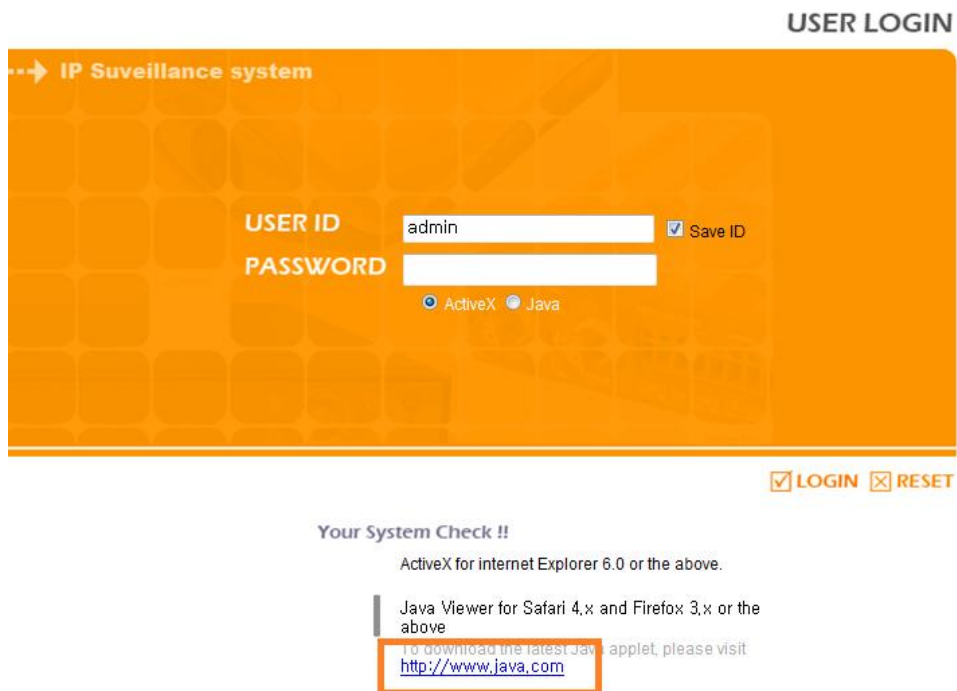 USER LOGIN
IP Suveillance system
USER ID admin Save ID
PASSWORD
ActiveX Java
LOGIN RESET
Your System Check !!
ActiveX for internet Explorer 6.0 or the above.
Java Viewer for Safari 4.x and Firefox 3.x or the
above
To download the latest Java applet, please visit
http://www.java.com